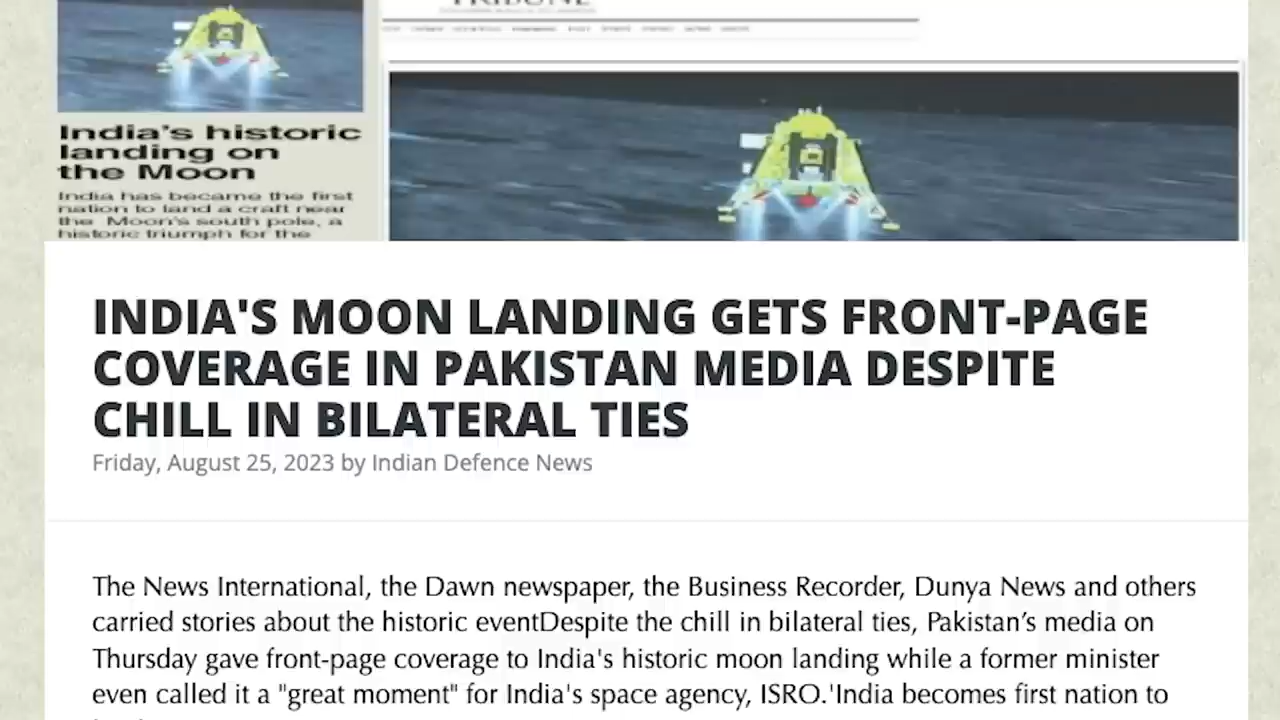 TRIBUNE
India's historic
landing on
the Moon
India has became the first
nation to land a craft near
the Moon's south pole, a
historic triumph for the
INDIA'S MOON LANDING GETS FRONT-PAGE
COVERAGE IN PAKISTAN MEDIA DESPITE
CHILL IN BILATERAL TIES
Friday, August 25, 2023 by Indian Defence News
The News International, the Dawn newspaper, the Business Recorder, Dunya News and others
carried stories about the historic eventDespite the chill in bilateral ties, Pakistan’s media on
Thursday gave front-page coverage to India's historic moon landing while a former minister
even called it a "great moment" for India's space agency, ISRO.'India becomes first nation to